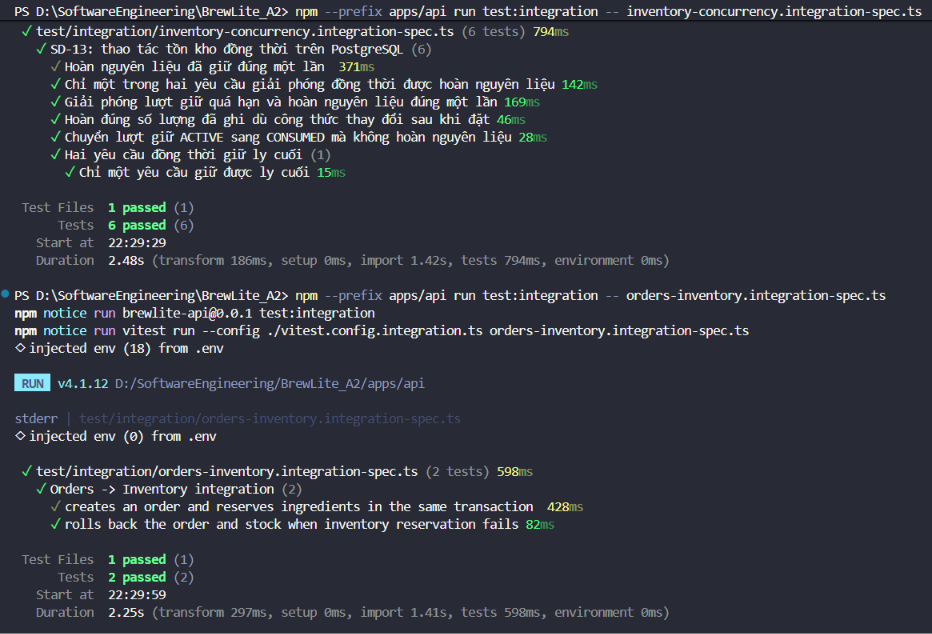 PS D:\SoftwareEngineering\BrewLite_A2> npm --prefix apps/api run test:integration -- inventory-concurrency.integration-spec.ts
✓ test/integration/inventory-concurrency.integration-spec.ts (6 tests) 794ms
✓ SD-13: thao tác tồn kho đồng thời trên PostgreSQL (6)
✓ Hoàn nguyên liệu đã giữ đúng một lần 371ms
✓ Chỉ một trong hai yêu cầu giải phóng đồng thời được hoàn nguyên liệu 142ms
✓ Giải phóng lượt giữ quá hạn và hoàn nguyên liệu đúng một lần 169ms
✓ Hoàn đúng số lượng đã ghi dù công thức thay đổi sau khi đặt 46ms
✓ Chuyển lượt giữ ACTIVE sang CONSUMED mà không hoàn nguyên liệu 28ms
✓ Hai yêu cầu đồng thời giữ ly cuối (1)
✓ Chỉ một yêu cầu giữ được ly cuối 15ms
Test Files 1 passed (1)
Tests 6 passed (6)
Start at 22:29:29
Duration 2.48s (transform 186ms, setup 0ms, import 1.42s, tests 794ms, environment 0ms)
PS D:\SoftwareEngineering\BrewLite_A2> npm --prefix apps/api run test:integration -- orders-inventory.integration-spec.ts
npm notice run brewlite-api@0.0.1 test:integration
npm notice run vitest run --config ./vitest.config.integration.ts orders-inventory.integration-spec.ts
◇ injected env (18) from .env
RUN v4.1.12 D:/SoftwareEngineering/BrewLite_A2/apps/api
stderr | test/integration/orders-inventory.integration-spec.ts
◇ injected env (0) from .env
✓ test/integration/orders-inventory.integration-spec.ts (2 tests) 598ms
✓ Orders -> Inventory integration (2)
✓ creates an order and reserves ingredients in the same transaction 428ms
✓ rolls back the order and stock when inventory reservation fails 82ms
Test Files 1 passed (1)
Tests 2 passed (2)
Start at 22:29:59
Duration 2.25s (transform 297ms, setup 0ms, import 1.41s, tests 598ms, environment 0ms)